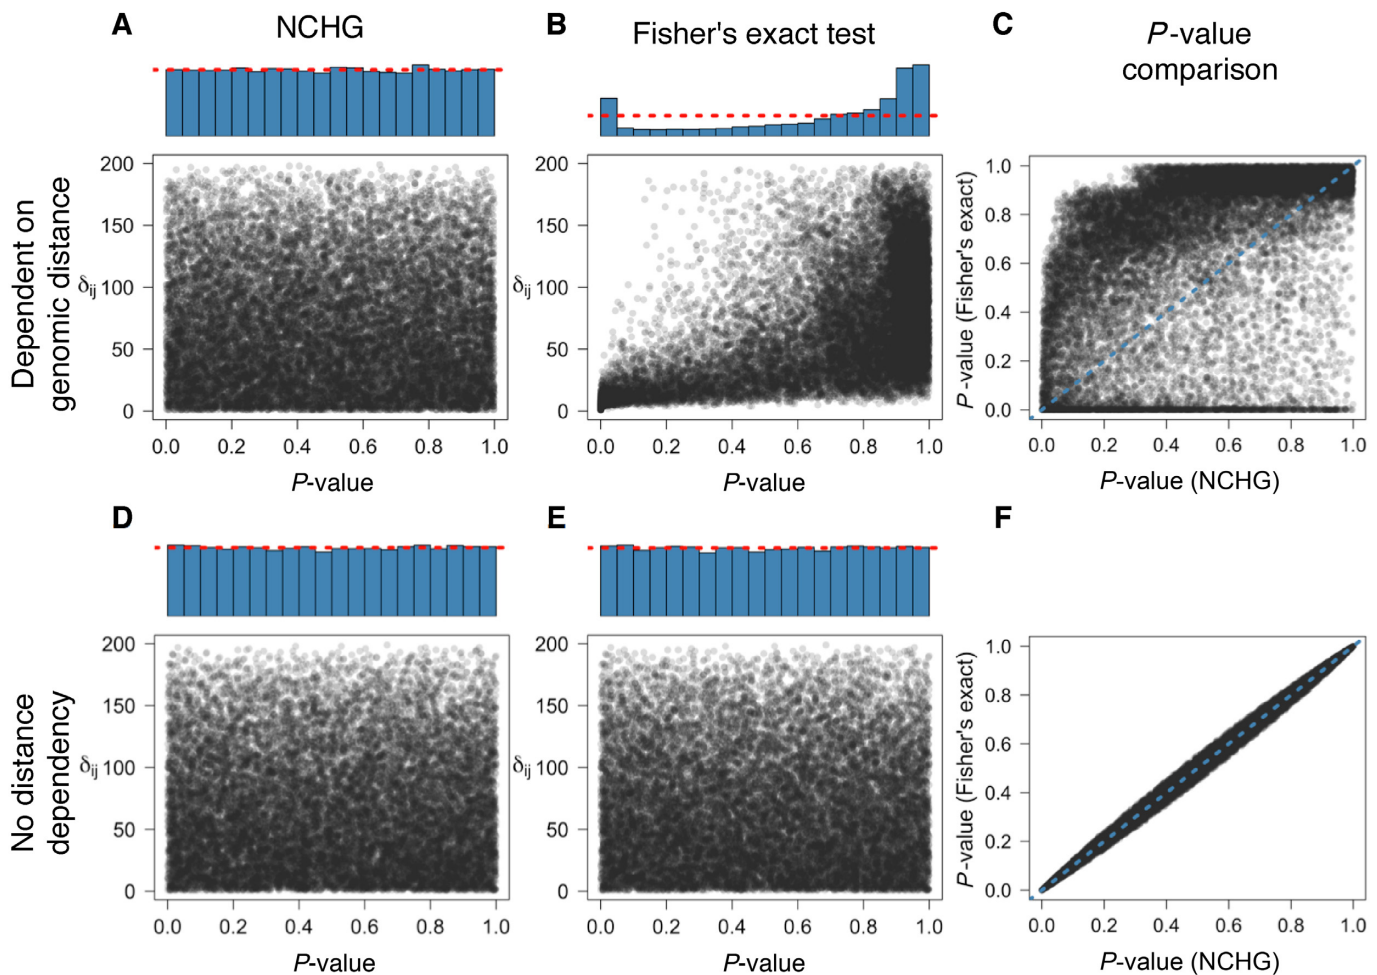 A
NCHG
B
Fisher's exact test
C
P-value
comparison
Dependent on
genomic distance
200
150
100
50
0
δij
0.0 0.2 0.4 0.6 0.8 1.0
P-value
200
150
100
50
0
δij
0.0 0.2 0.4 0.6 0.8 1.0
P-value
1.0
0.8
0.6
0.4
0.2
0.0
P-value (Fisher's exact)
0.0 0.2 0.4 0.6 0.8 1.0
P-value (NCHG)
D
E
F
No distance
dependency
200
150
100
50
0
δij
0.0 0.2 0.4 0.6 0.8 1.0
P-value
200
150
100
50
0
δij
0.0 0.2 0.4 0.6 0.8 1.0
P-value
1.0
0.8
0.6
0.4
0.2
0.0
P-value (Fisher's exact)
0.0 0.2 0.4 0.6 0.8 1.0
P-value (NCHG)